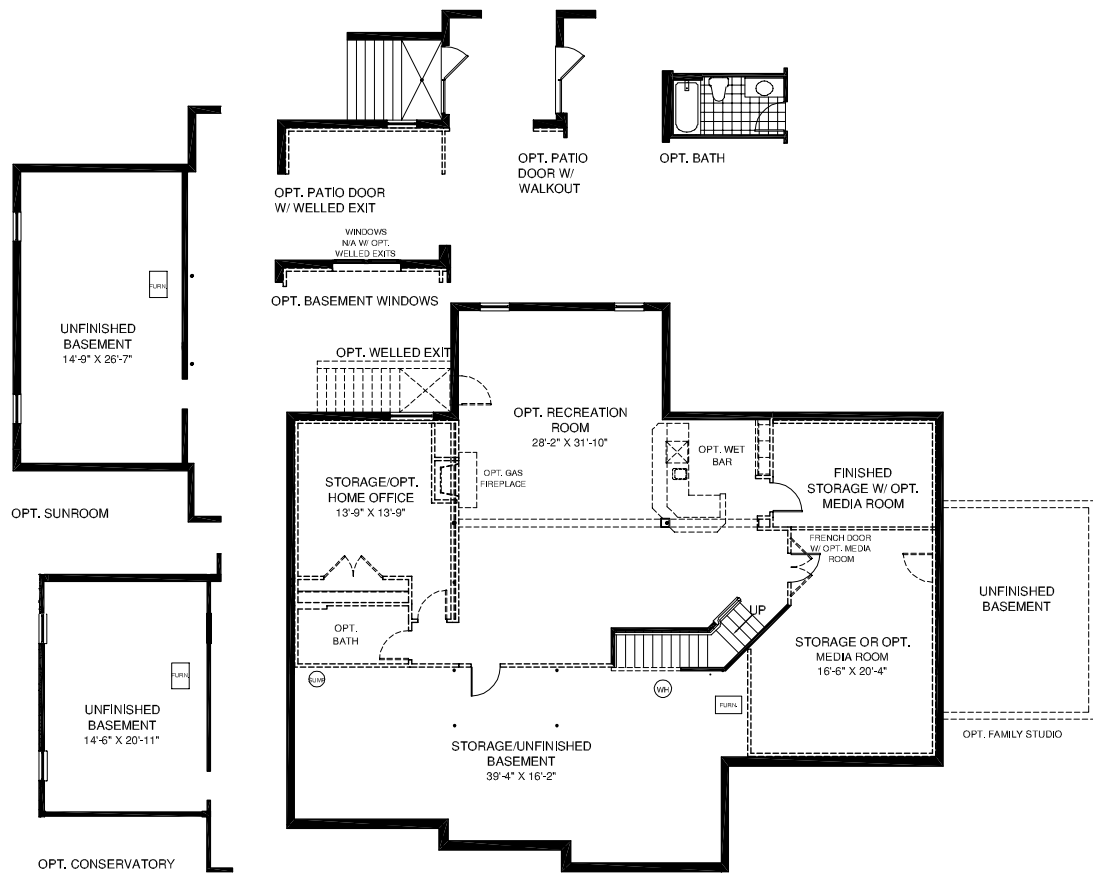 OPT. PATIO DOOR
W/ WELLED EXIT
OPT. PATIO
DOOR W/
WALKOUT
OPT. BATH
WINDOWS
N/A W/ OPT.
WELLED EXITS
OPT. BASEMENT WINDOWS
FURN.
UNFINISHED
BASEMENT
14'-9" X 26'-7"
OPT. SUNROOM
OPT. WELLED EXIT
OPT. RECREATION
ROOM
28'-2" X 31'-10"
OPT. WET
BAR
OPT. GAS
FIREPLACE
STORAGE/OPT.
HOME OFFICE
13'-9" X 13'-9"
FINISHED
STORAGE W/ OPT.
MEDIA ROOM
FRENCH DOOR
W/ OPT. MEDIA
ROOM
UNFINISHED
BASEMENT
OPT. FAMILY STUDIO
UP
OPT.
BATH
STORAGE OR OPT.
MEDIA ROOM
16'-6" X 20'-4"
SUMP
WH
FURN.
STORAGE/UNFINISHED
BASEMENT
39'-4" X 16'-2"
FURN.
UNFINISHED
BASEMENT
14'-6" X 20'-11"
OPT. CONSERVATORY